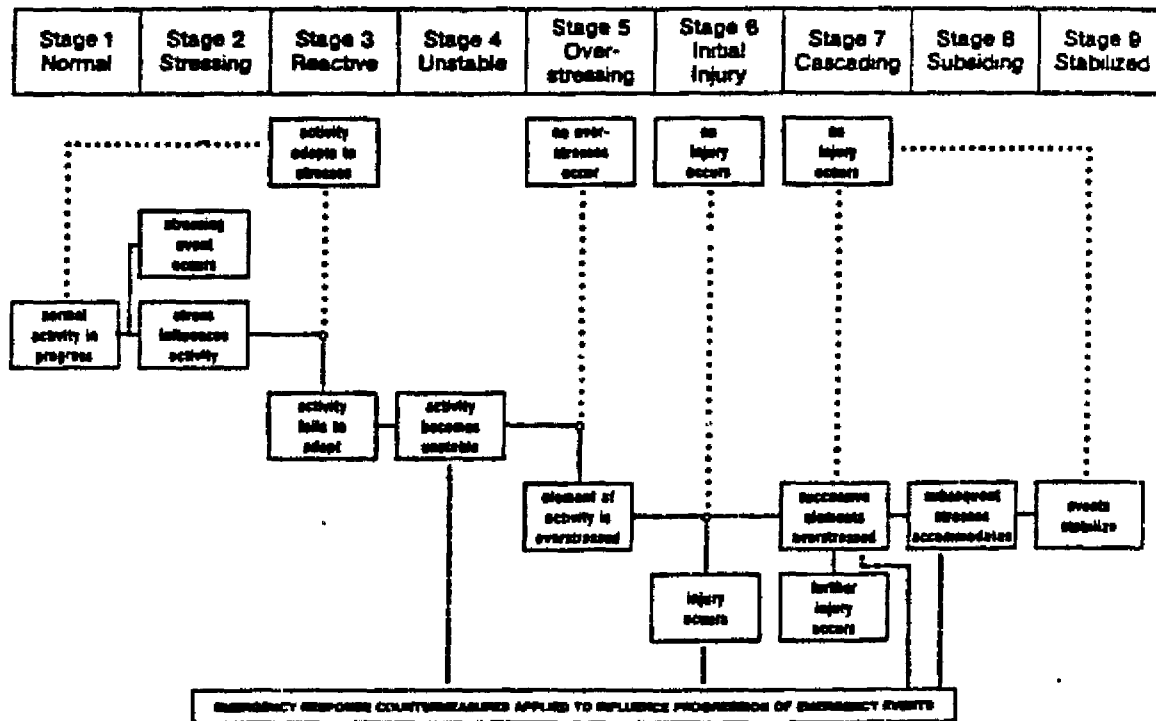 Stage 1
Normal
Stage 2
Stressing
Stage 3
Reactive
Stage 4
Unstable
Stage 5
Over-
stressing
Stage 6
Initial
Injury
Stage 7
Cascading
Stage 8
Subsiding
Stage 9
Stabilized
activity
adapts to
stresses
no over-
stresses
occur
no
injury
occurs
no
injury
occurs
stressing
event
occurs
normal
activity in
progress
stress
influences
activity
activity
fails to
adapt
activity
becomes
unstable
element of
activity is
overstressed
successive
elements
overstressed
subsequent
stresses
accommodates
events
stabilize
injury
occurs
further
injury
occurs
EMERGENCY RESPONSE COUNTERMEASURES APPLIED TO INFLUENCE PROGRESSION OF EMERGENCY EVENTS